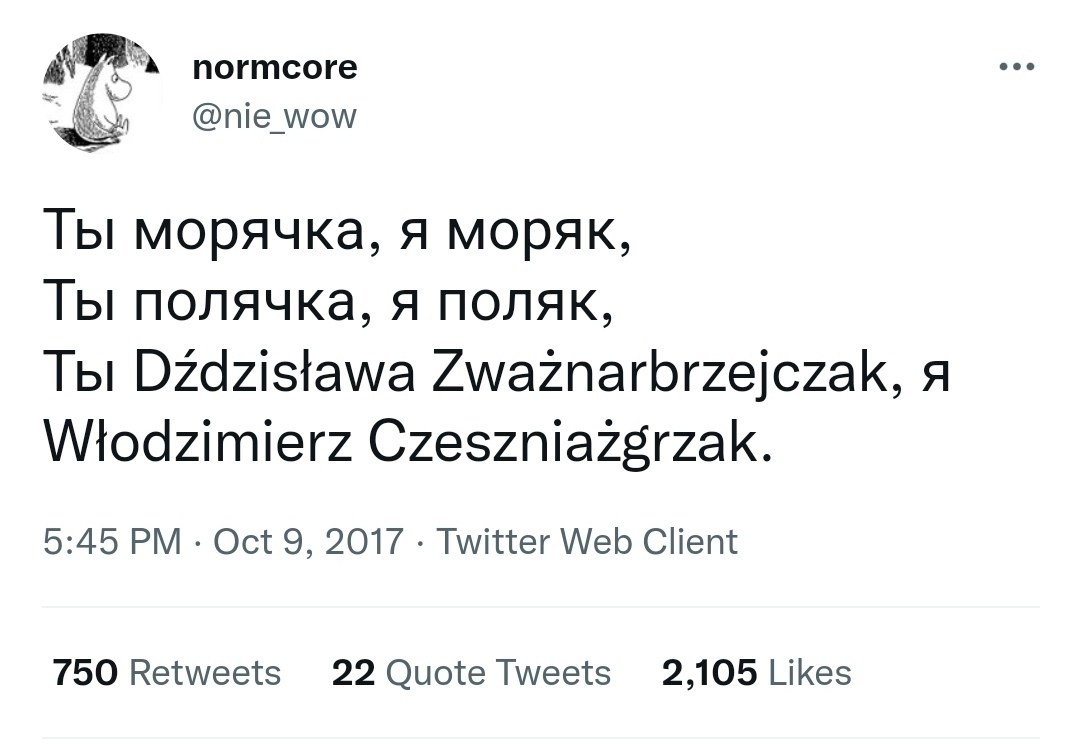 normcore
@nie_wow
Ты морячка, я моряк,
Ты полячка, я поляк,
Ты Dździsława Zważnarbrzejczak, я
Włodzimierz Czeszniażgrzak.
5:45 PM · Oct 9, 2017 · Twitter Web Client
750 Retweets 22 Quote Tweets 2,105 Likes